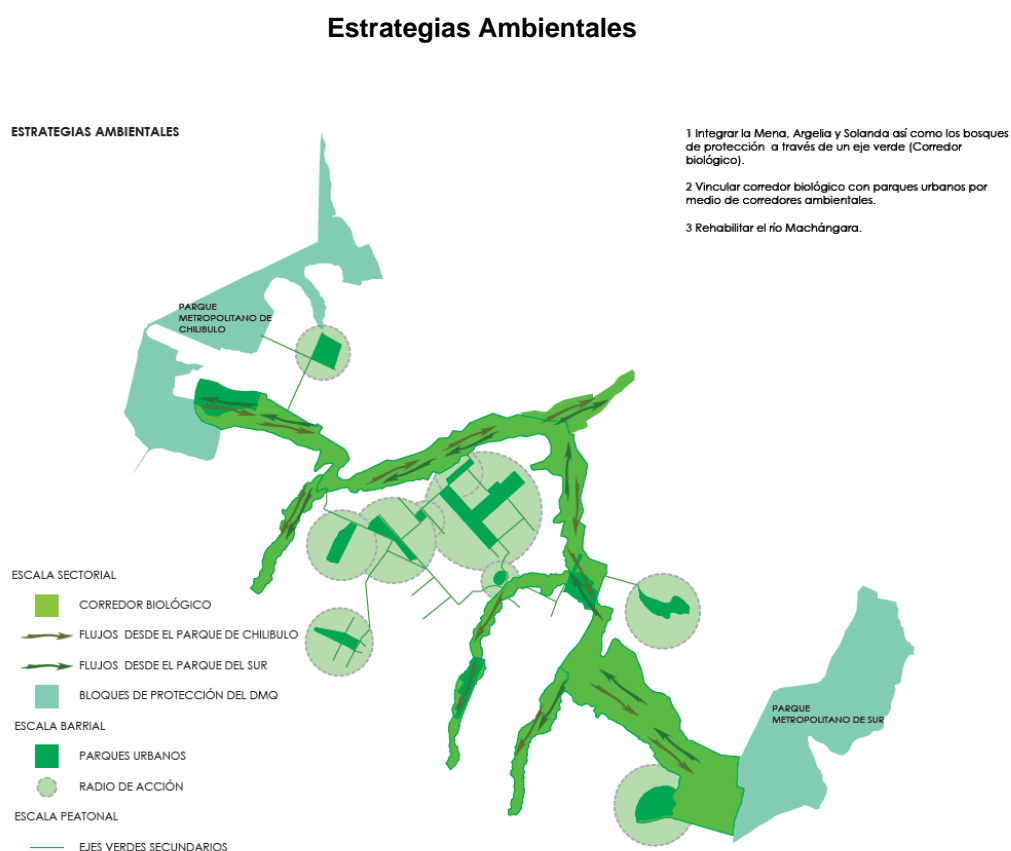 Estrategias Ambientales
ESTRATEGIAS AMBIENTALES
1 Integrar la Mena, Argelia y Solanda así como los bosques
de protección a través de un eje verde (Corredor
biológico).
2 Vincular corredor biológico con parques urbanos por
medio de corredores ambientales.
3 Rehabilitar el río Machángara.
PARQUE
METROPOLITANO DE
CHILIBULO
ESCALA SECTORIAL
CORREDOR BIOLÓGICO
FLUJOS DESDE EL PARQUE DE CHILIBULO
FLUJOS DESDE EL PARQUE DEL SUR
BLOQUES DE PROTECCIÓN DEL DMQ
ESCALA BARRIAL
PARQUES URBANOS
RADIO DE ACCIÓN
ESCALA PEATONAL
EJES VERDES SECUNDARIOS
PARQUE
METROPOLITANO DE SUR